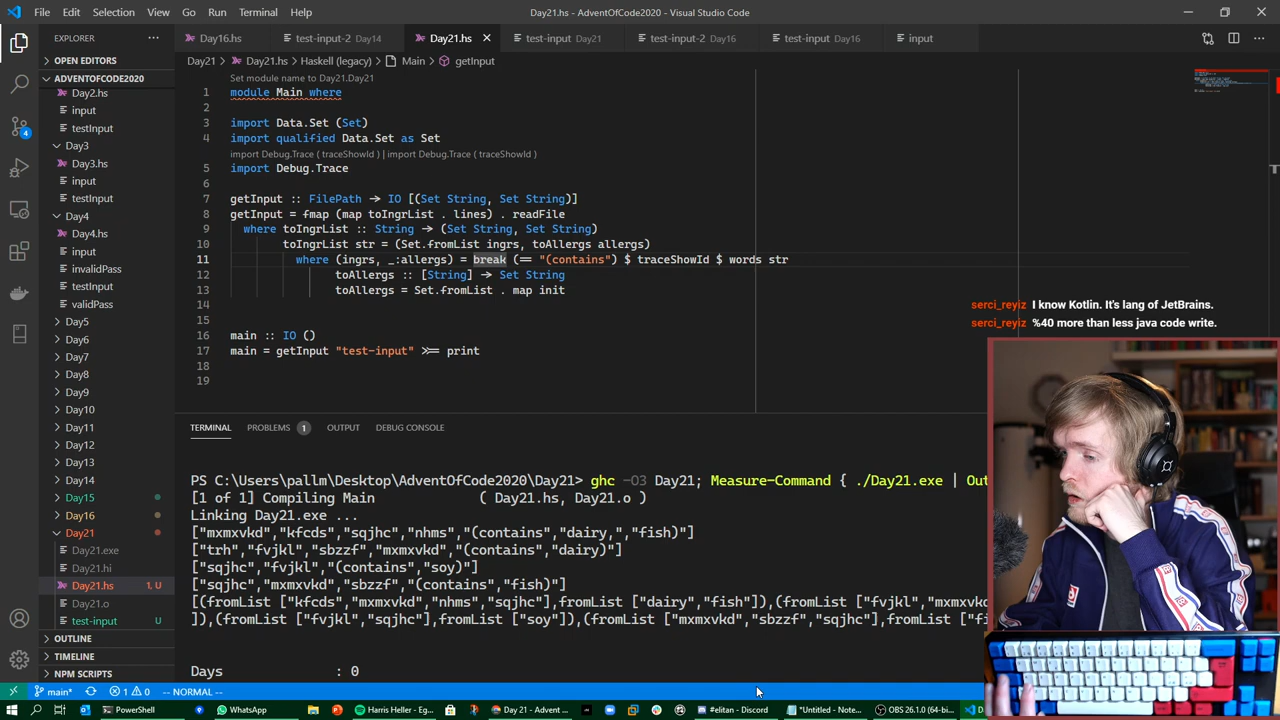 File Edit Selection View Go Run Terminal Help
Day21.hs - AdventOfCode2020 - Visual Studio Code
EXPLORER
Day16.hs
test-input-2 Day14
Day21.hs
test-input Day21
test-input-2 Day16
test-input Day16
input
OPEN EDITORS
ADVENTOFCODE2020
Day2.hs
input
testInput
Day3
Day3.hs
input
testInput
Day4
Day4.hs
input
invalidPass
testInput
validPass
Day5
Day6
Day7
Day8
Day9
Day10
Day11
Day12
Day13
Day14
Day15
Day16
Day21
Day21.exe
Day21.hi
Day21.hs 1, U
Day21.o
test-input U
OUTLINE
TIMELINE
NPM SCRIPTS
4
Day21 > Day21.hs > Haskell (legacy) > Main > getInput
Set module name to Day21.Day21
1 module Main where
2
3 import Data.Set (Set)
4 import qualified Data.Set as Set
import Debug.Trace ( traceShowId ) | import Debug.Trace ( traceShowId )
5 import Debug.Trace
6
7 getInput :: FilePath → IO [(Set String, Set String)]
8 getInput = fmap (map toIngrList . lines) . readFile
9 where toIngrList :: String → (Set String, Set String)
10 toIngrList str = (Set.fromList ingrs, toAllergs allergs)
11 where (ingrs, _:allergs) = break (== "(contains") $ traceShowId $ words str
12 toAllergs :: [String] → Set String
13 toAllergs = Set.fromList . map init
14
15
16 main :: IO ()
17 main = getInput "test-input" >>= print
18
19
serci_reyiz I know Kotlin. It's lang of JetBrains.
serci_reyiz %40 more than less java code write.
TERMINAL PROBLEMS 1 OUTPUT DEBUG CONSOLE
PS C:\Users\pallm\Desktop\AdventOfCode2020\Day21> ghc -O3 Day21; Measure-Command { ./Day21.exe | Out
[1 of 1] Compiling Main ( Day21.hs, Day21.o )
Linking Day21.exe ...
["mxmxvkd","kfcds","sqjhc","nhms","(contains","dairy,","fish)"]
["trh","fvjkl","sbzzf","mxmxvkd","(contains","dairy)"]
["sqjhc","fvjkl","(contains","soy)"]
["sqjhc","mxmxvkd","sbzzf","(contains","fish)"]
[(fromList ["kfcds","mxmxvkd","nhms","sqjhc"],fromList ["dairy","fish"]),(fromList ["fvjkl","mxmxvkd
]),(fromList ["fvjkl","sqjhc"],fromList ["soy"]),(fromList ["mxmxvkd","sbzzf","sqjhc"],fromList ["fi
Days : 0
main* 1 0 -- NORMAL --
PowerShell
WhatsApp
Harris Heller - Eg...
Day 21 - Advent ...
#elitan - Discord
*Untitled - Note...
OBS 26.1.0 (64-bi...